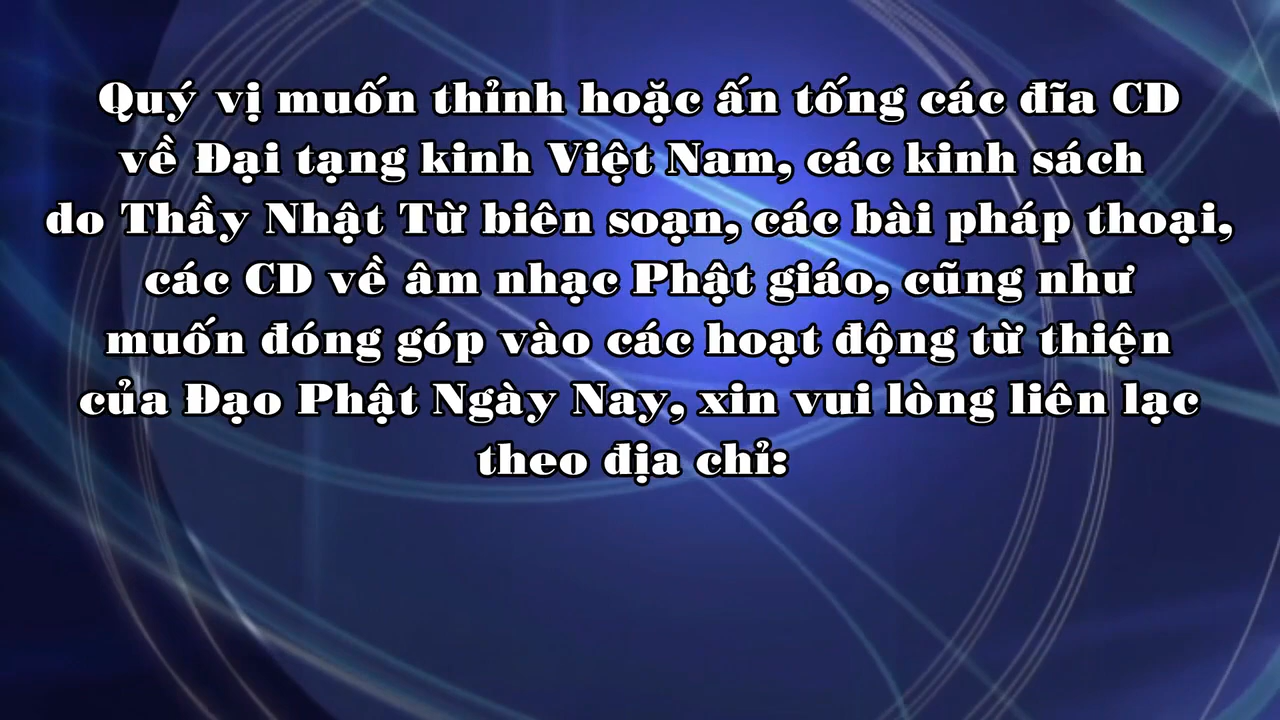 Quý vị muốn thỉnh hoặc ấn tống các đĩa CD
về Đại tạng kinh Việt Nam, các kinh sách
do Thầy Nhật Từ biên soạn, các bài pháp thoại,
các CD về âm nhạc Phật giáo, cũng như
muốn đóng góp vào các hoạt động từ thiện
của Đạo Phật Ngày Nay, xin vui lòng liên lạc
theo địa chỉ: